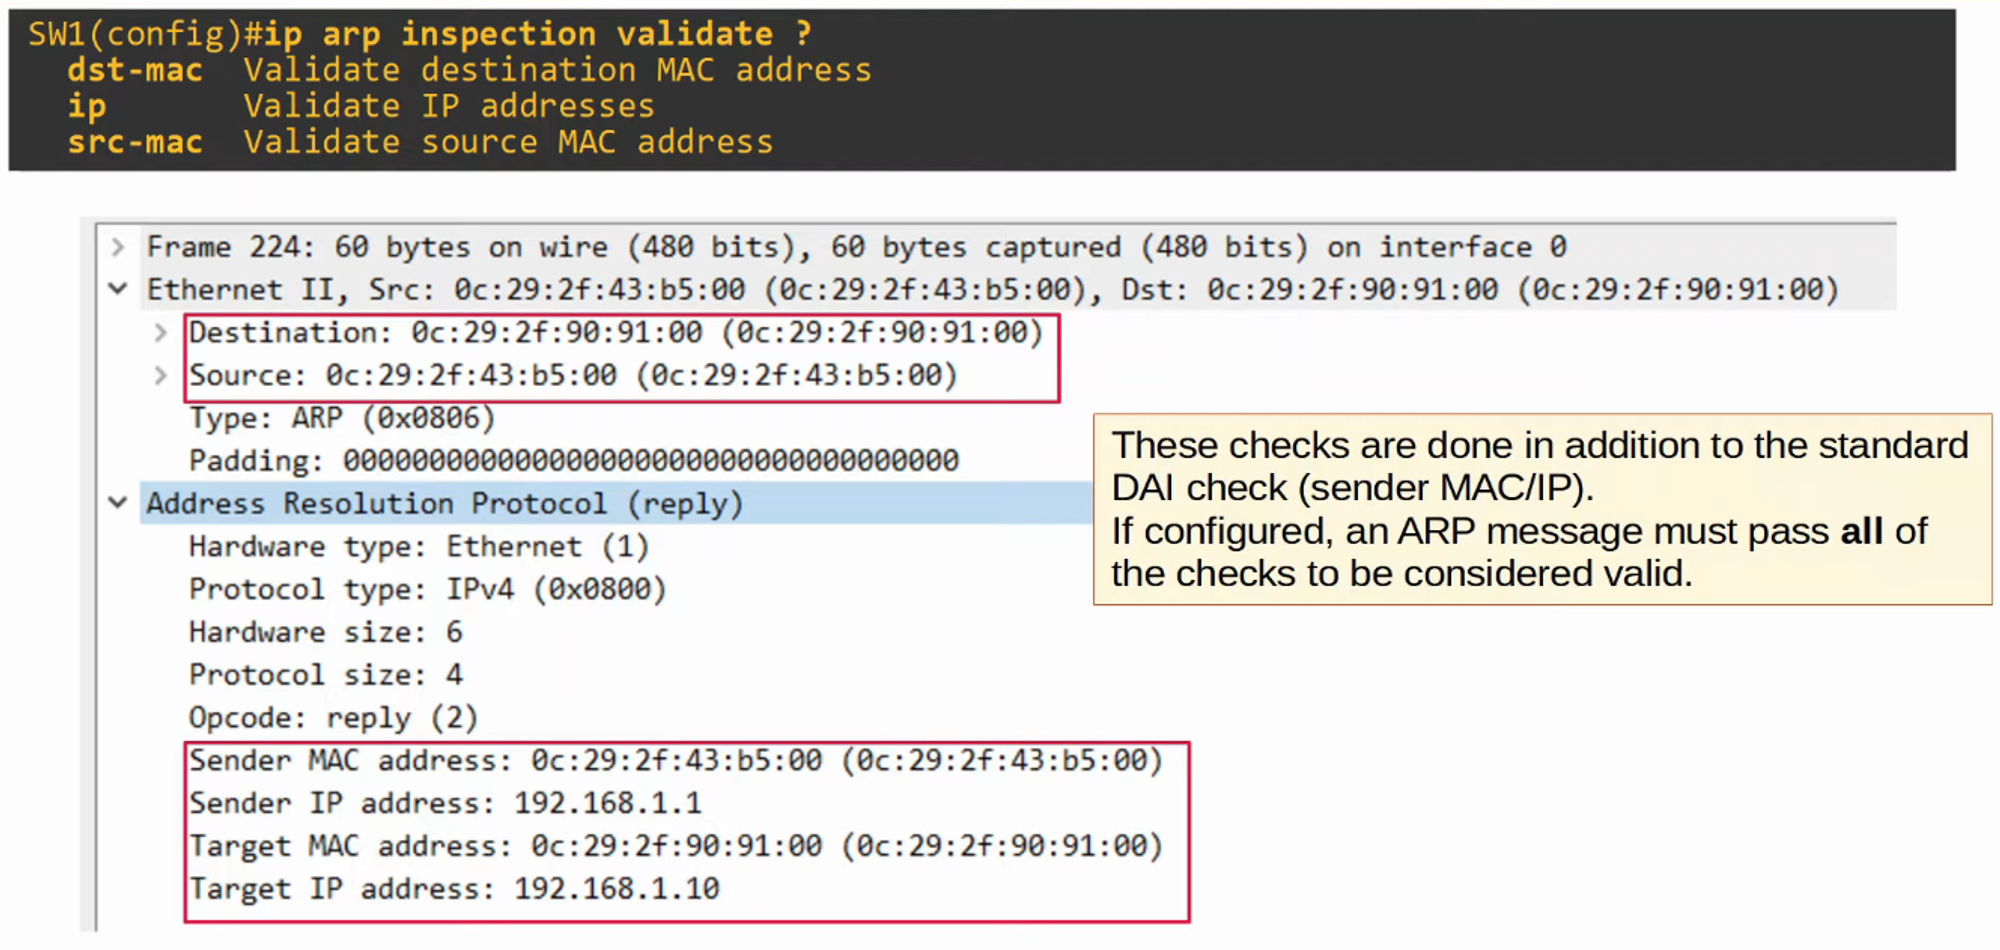 SW1(config)#ip arp inspection validate ?
dst-mac Validate destination MAC address
ip Validate IP addresses
src-mac Validate source MAC address
Frame 224: 60 bytes on wire (480 bits), 60 bytes captured (480 bits) on interface 0
Ethernet II, Src: 0c:29:2f:43:b5:00 (0c:29:2f:43:b5:00), Dst: 0c:29:2f:90:91:00 (0c:29:2f:90:91:00)
Destination: 0c:29:2f:90:91:00 (0c:29:2f:90:91:00)
Source: 0c:29:2f:43:b5:00 (0c:29:2f:43:b5:00)
Type: ARP (0x0806)
Padding: 000000000000000000000000000000000000
Address Resolution Protocol (reply)
Hardware type: Ethernet (1)
Protocol type: IPv4 (0x0800)
Hardware size: 6
Protocol size: 4
Opcode: reply (2)
Sender MAC address: 0c:29:2f:43:b5:00 (0c:29:2f:43:b5:00)
Sender IP address: 192.168.1.1
Target MAC address: 0c:29:2f:90:91:00 (0c:29:2f:90:91:00)
Target IP address: 192.168.1.10
These checks are done in addition to the standard
DAI check (sender MAC/IP).
If configured, an ARP message must pass all of
the checks to be considered valid.